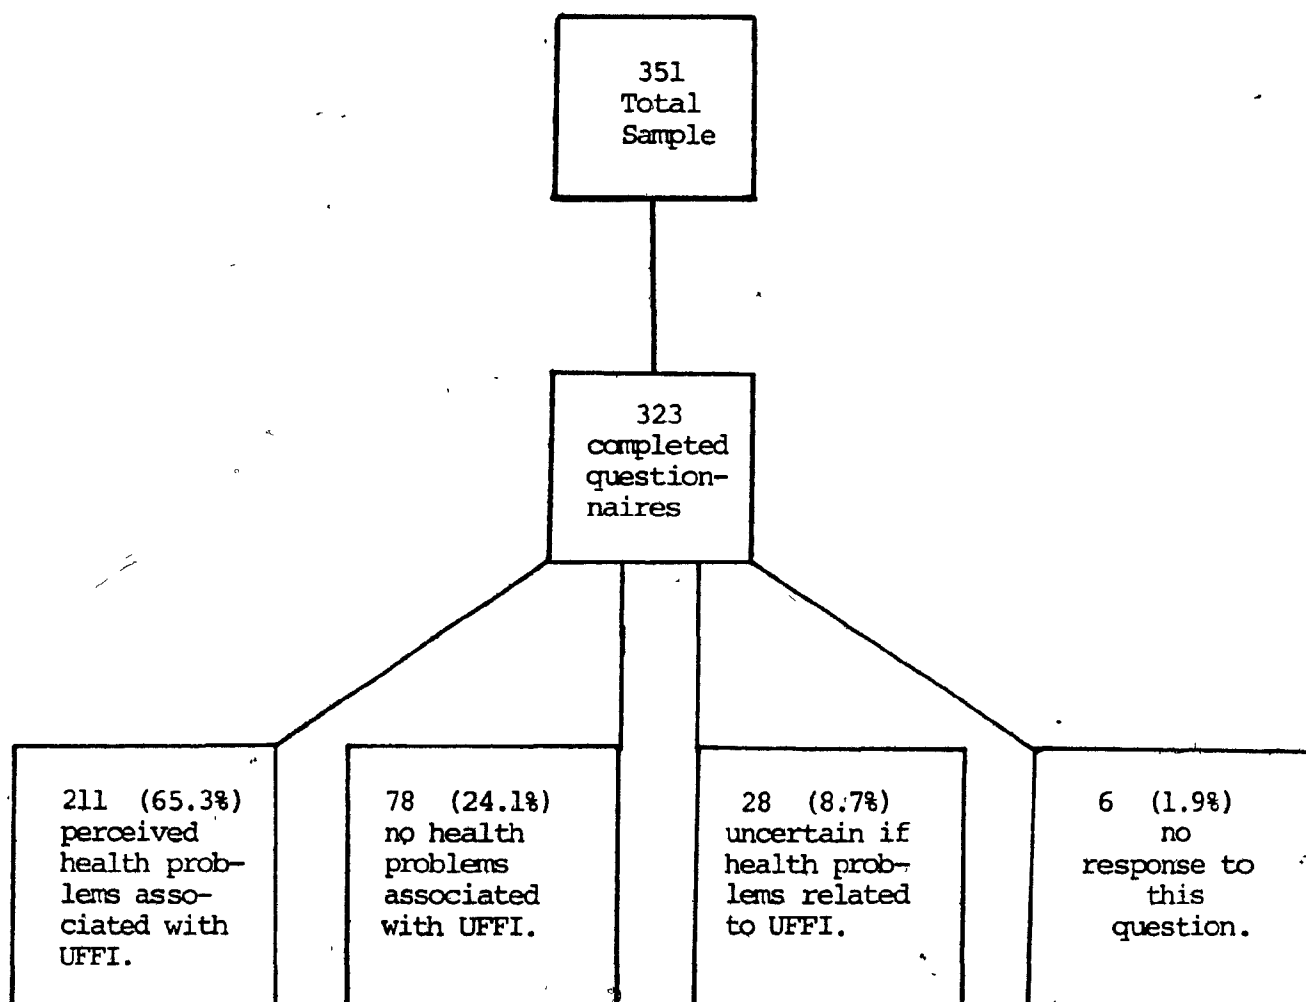 351
Total
Sample
323
completed
question-
naires
211 (65.3%)
perceived
health prob-
lems asso-
ciated with
UFFI.
78 (24.1%)
no health
problems
associated
with UFFI.
28 (8.7%)
uncertain if
health prob-
lems related
to UFFI.
6 (1.9%)
no
response to
this
question.